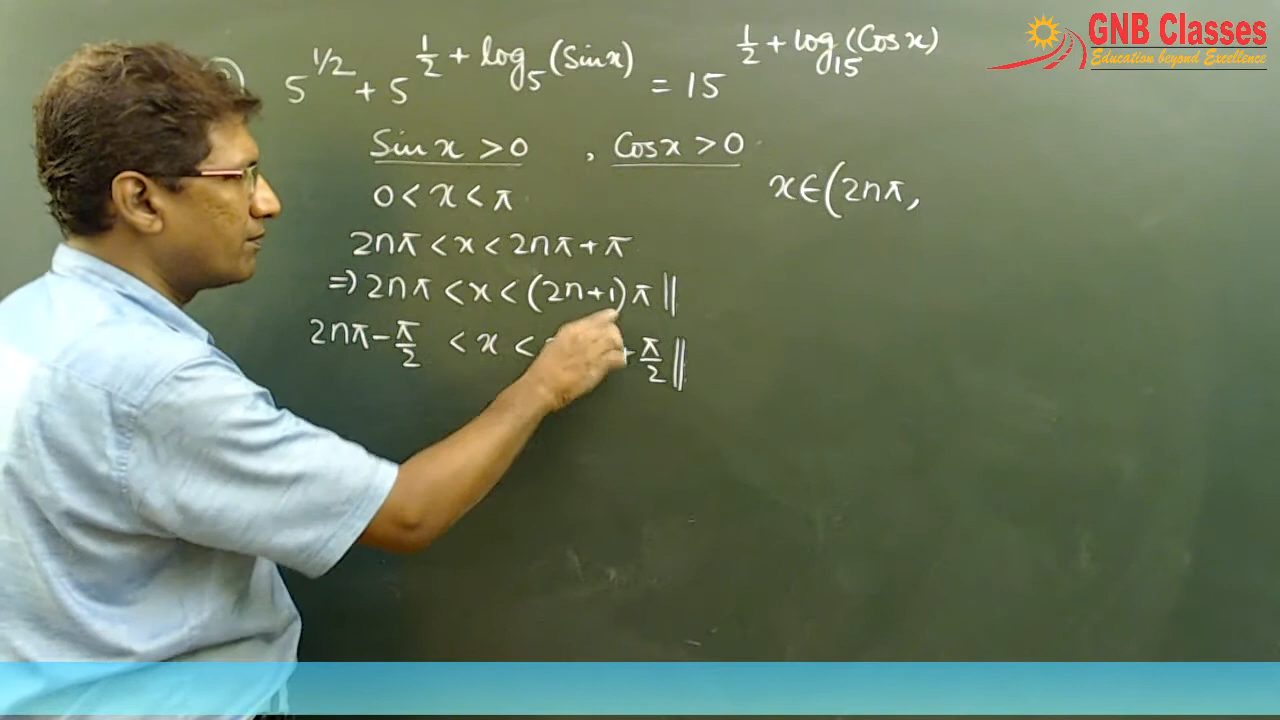 GNB Classes
Education beyond Excellence
5^{1/2} + 5^{1/2 + log_5(Sinx)} = 15^{1/2 + log_15(Cosx)}
Sinx > 0 , Cosx > 0
0 < x < π
x ∈ (2nπ,
2nπ < x < 2nπ + π
⇒) 2nπ < x < (2n+1)π ||
2nπ - π/2 < x < + π/2 ||